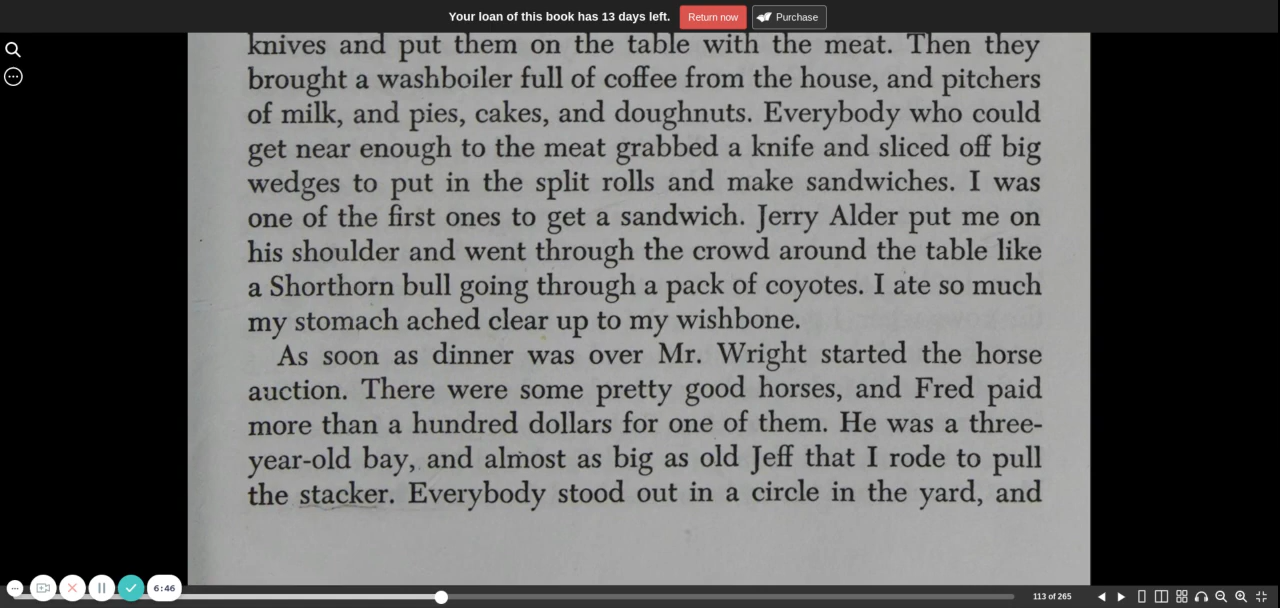 Your loan of this book has 13 days left. Return now Purchase
knives and put them on the table with the meat. Then they
brought a washboiler full of coffee from the house, and pitchers
of milk, and pies, cakes, and doughnuts. Everybody who could
get near enough to the meat grabbed a knife and sliced off big
wedges to put in the split rolls and make sandwiches. I was
one of the first ones to get a sandwich. Jerry Alder put me on
his shoulder and went through the crowd around the table like
a Shorthorn bull going through a pack of coyotes. I ate so much
my stomach ached clear up to my wishbone.
As soon as dinner was over Mr. Wright started the horse
auction. There were some pretty good horses, and Fred paid
more than a hundred dollars for one of them. He was a three-
year-old bay, and almost as big as old Jeff that I rode to pull
the stacker. Everybody stood out in a circle in the yard, and
6:46
113 of 265